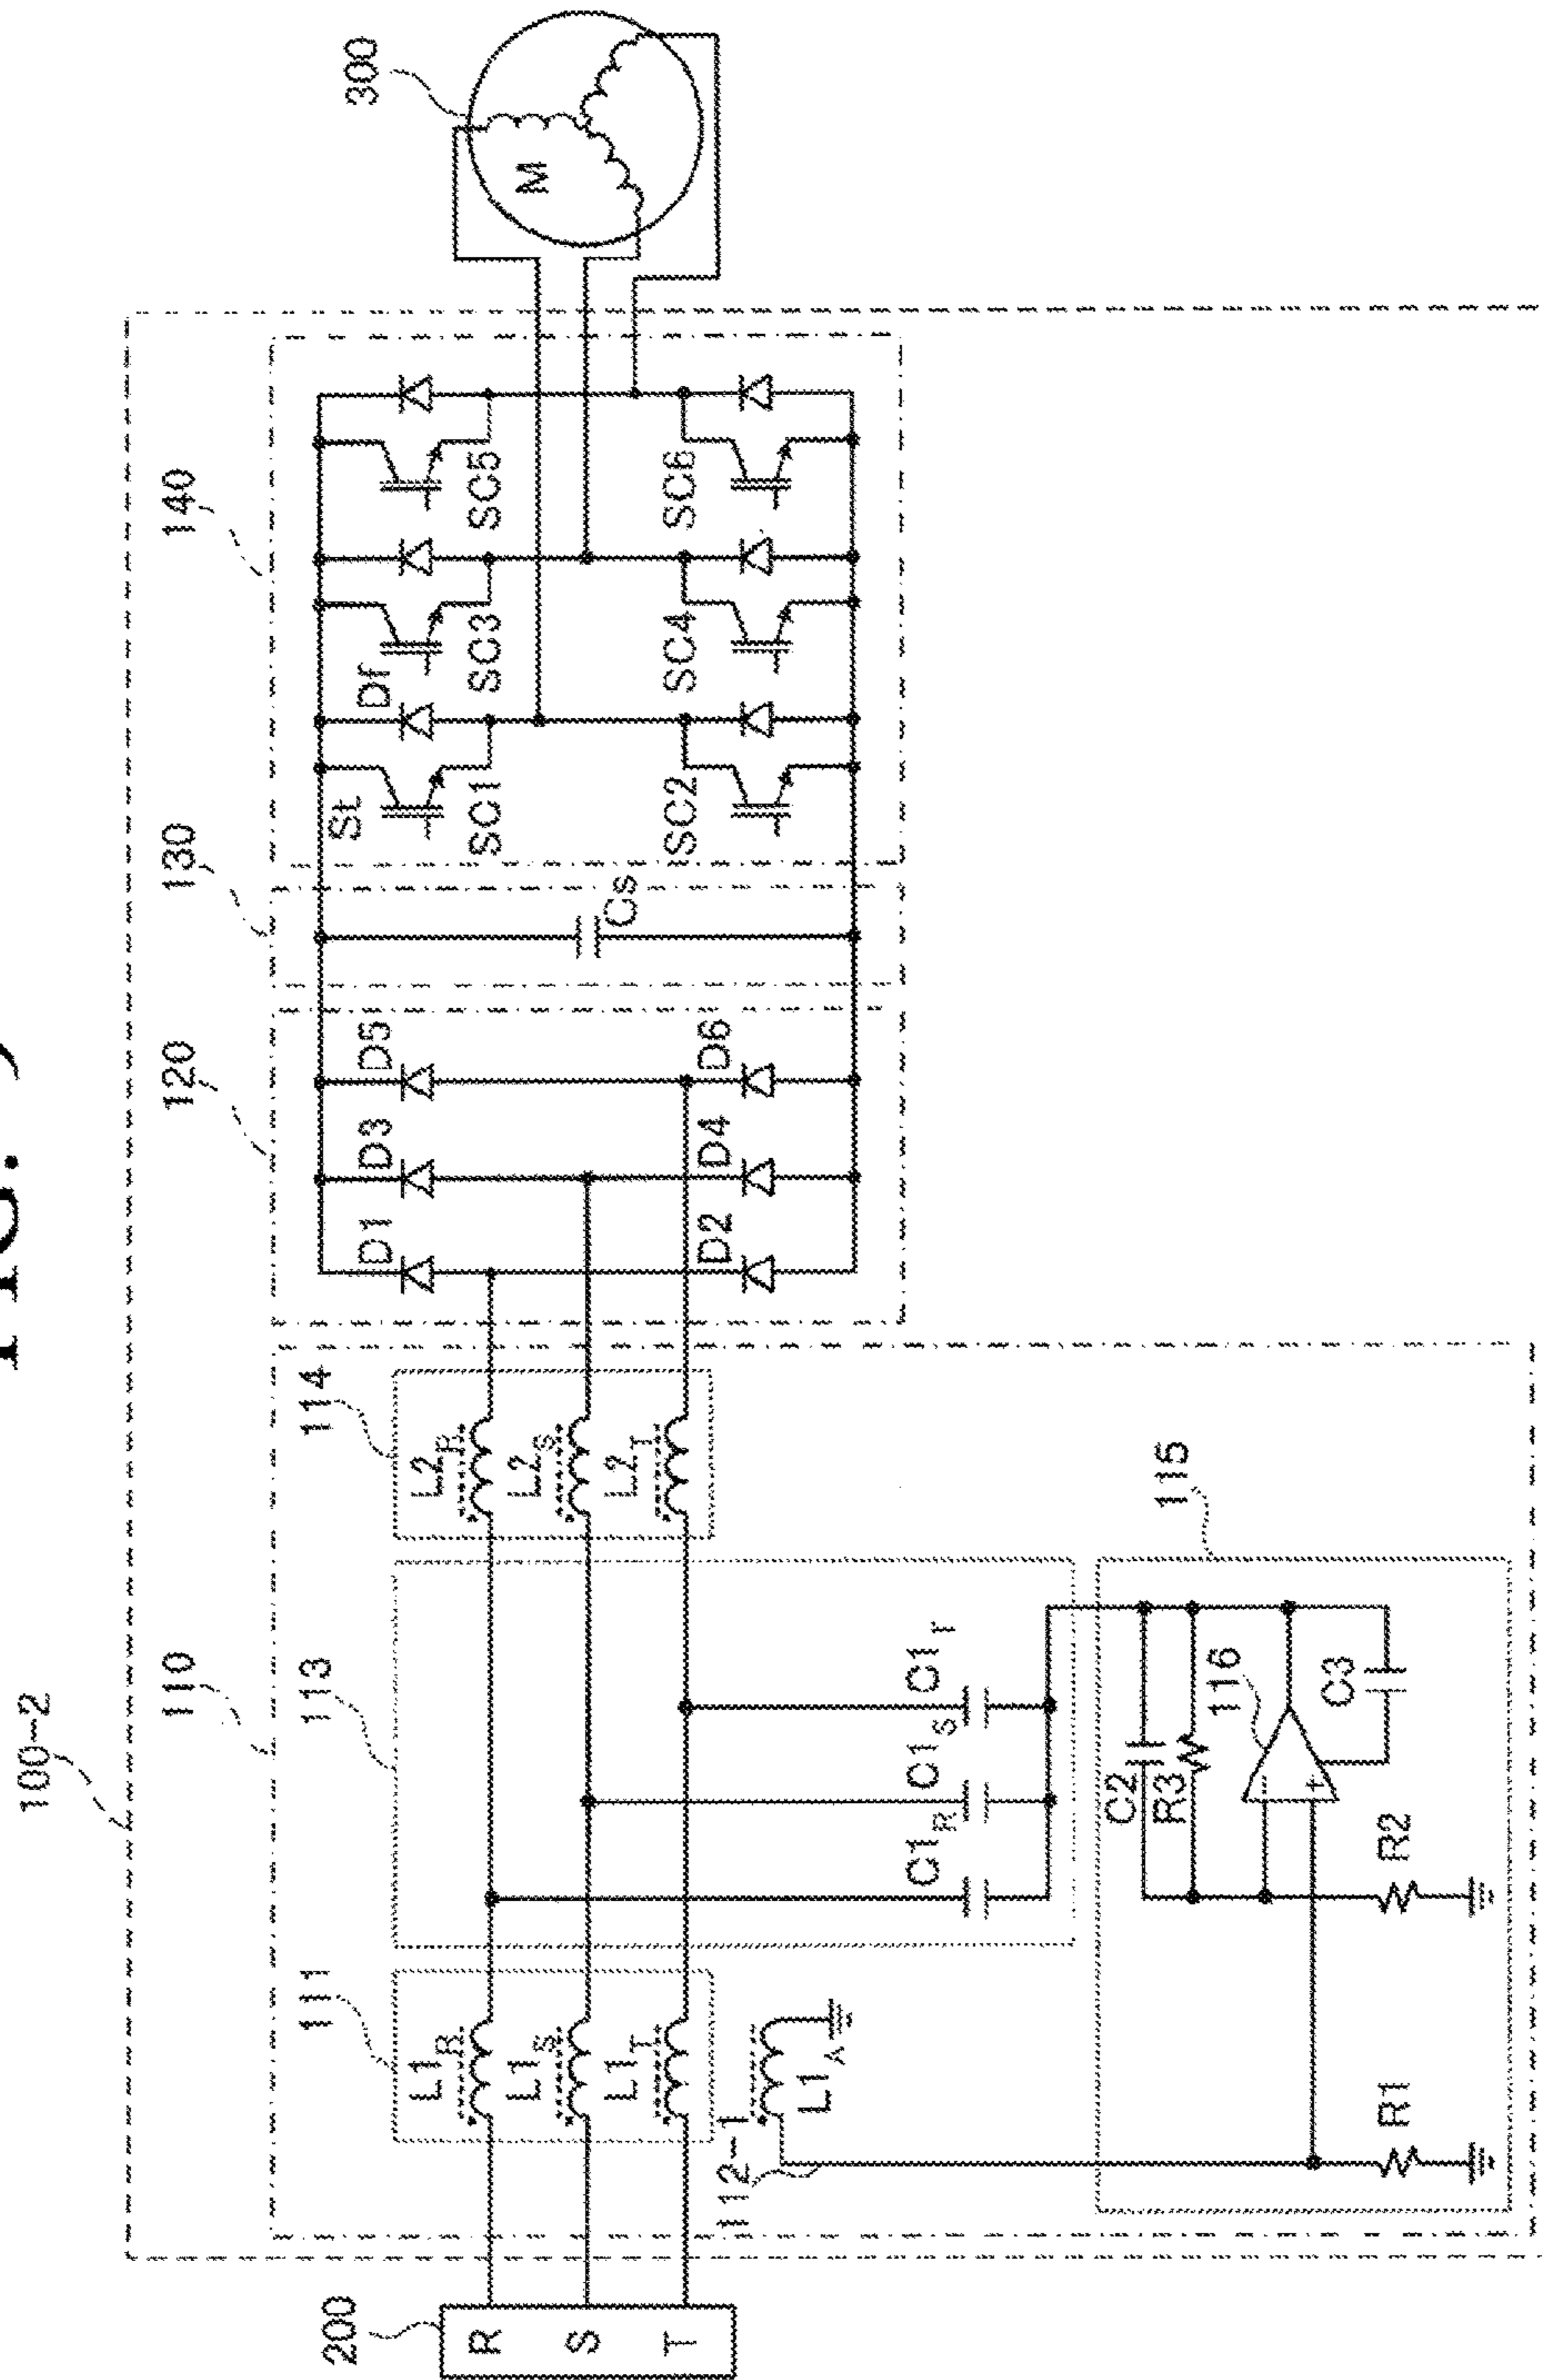 100-2
110
120
130
140
300
M
200
R
S
T
111
L1R
L1S
L1T
112-1
L1A
113
C1R
C1S
C1T
114
L2R
L2S
L2T
D1
D3
D5
D2
D4
D6
Cs
St
Df
SC1
SC3
SC5
SC2
SC4
SC6
115
C2
R3
116
-
+
C3
R1
R2